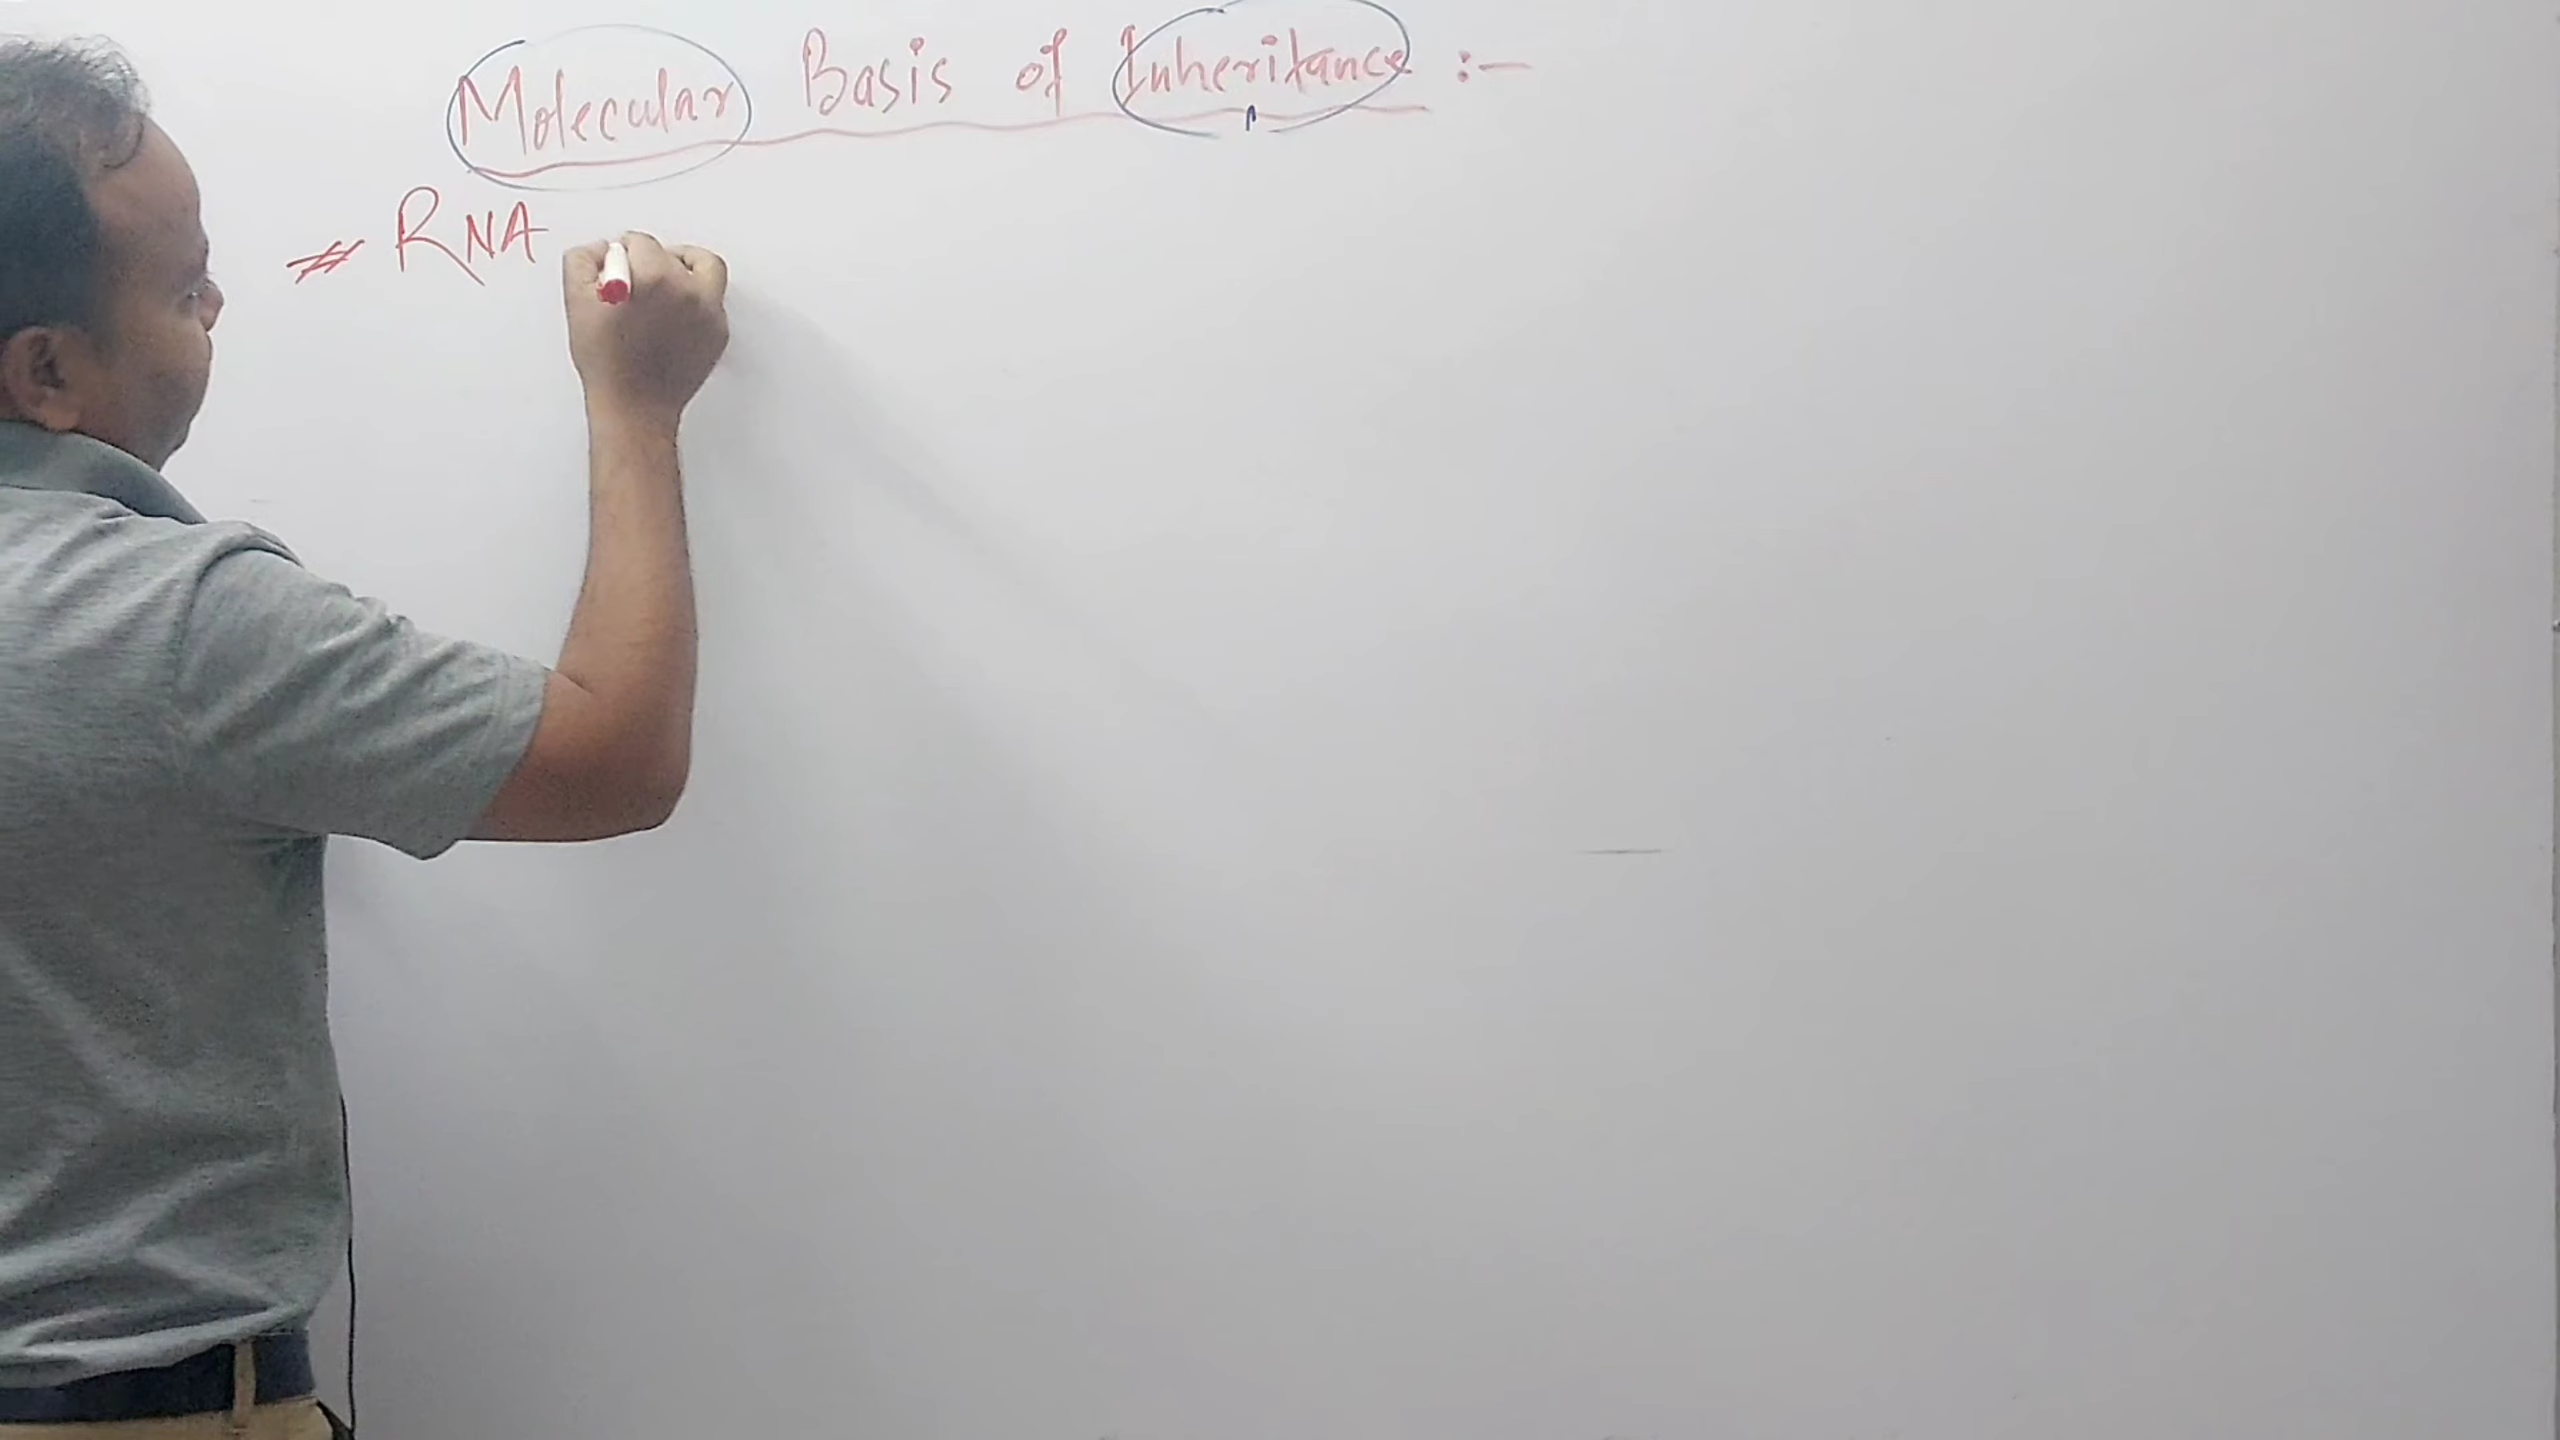 Molecular Basis of Inheritance :-
# RNA